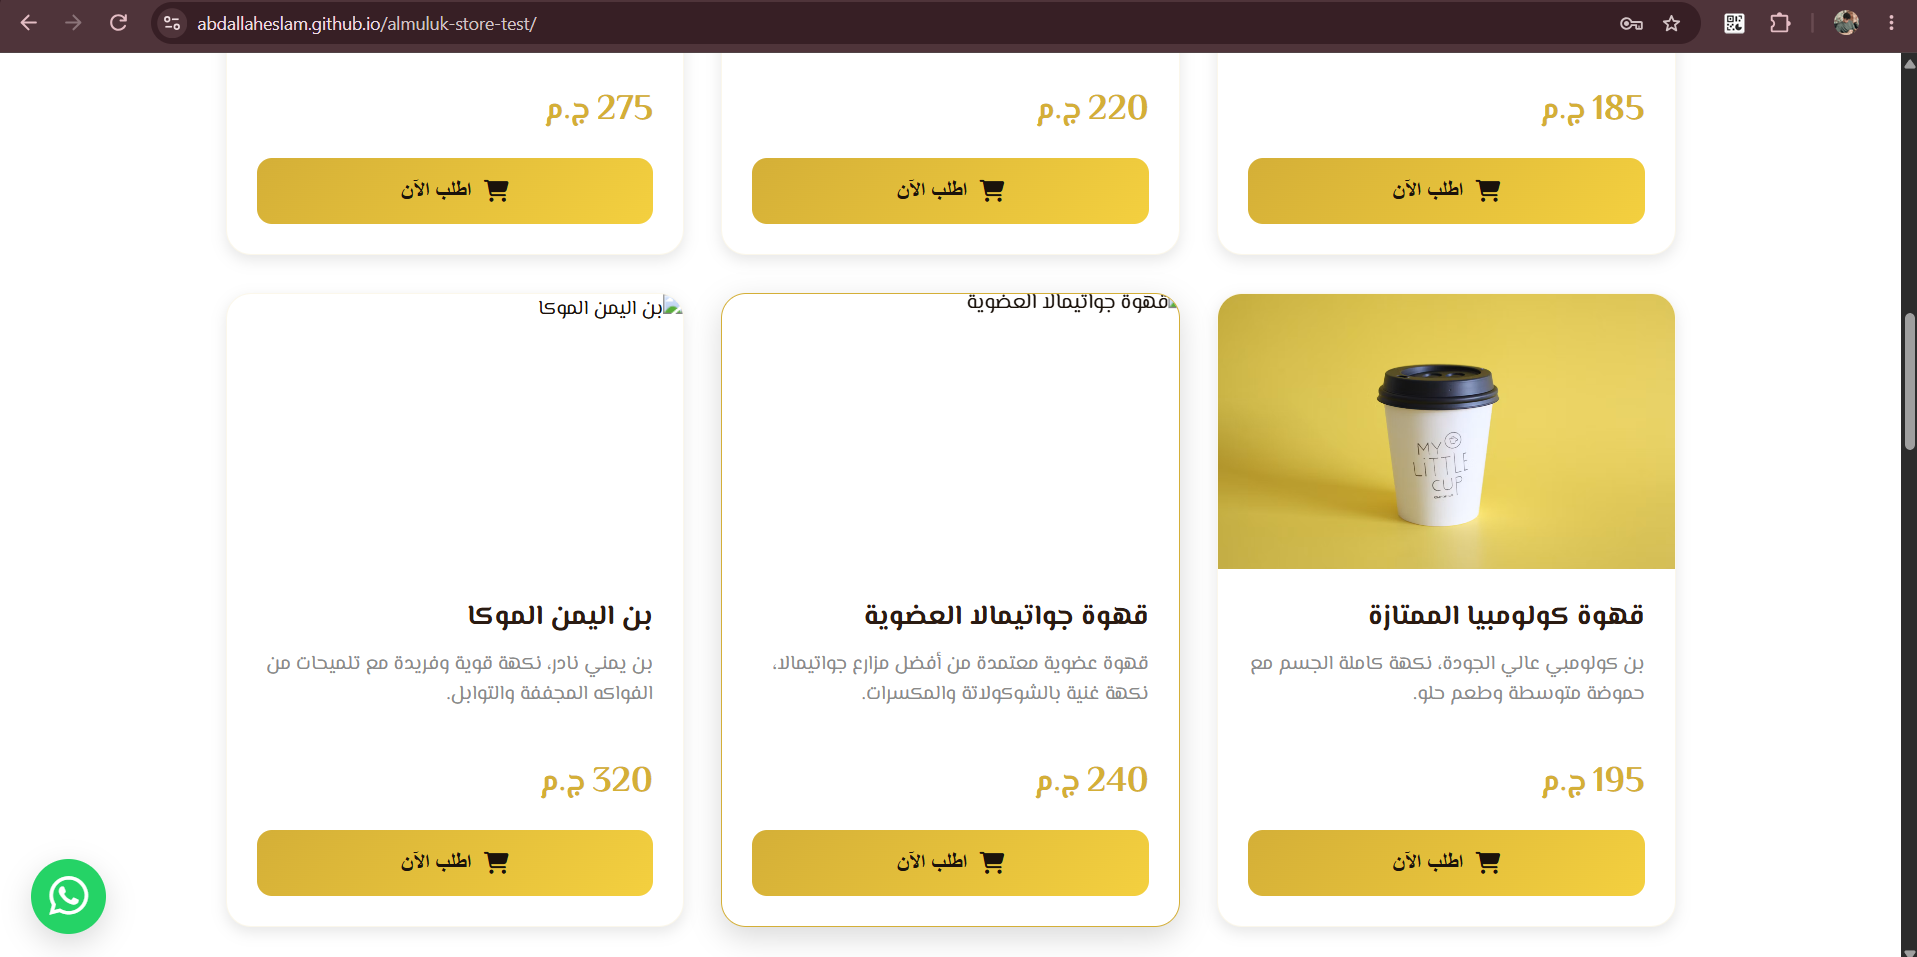 abdallaheslam.github.io/almuluk-store-test/
185 ج.م
220 ج.م
275 ج.م
اطلب الآن
اطلب الآن
اطلب الآن
قهوة جواتيمالا العضوية
بن اليمن الموكا
MY
LITTLE
CUP
قهوة كولومبيا الممتازة
بن كولومبي عالي الجودة، نكهة كاملة الجسم مع
حموضة متوسطة وطعم حلو.
195 ج.م
اطلب الآن
قهوة جواتيمالا العضوية
قهوة عضوية معتمدة من أفضل مزارع جواتيمالا،
نكهة غنية بالشوكولاتة والمكسرات.
240 ج.م
اطلب الآن
بن اليمن الموكا
بن يمني نادر، نكهة قوية وفريدة مع تلميحات من
الفواكه المجففة والتوابل.
320 ج.م
اطلب الآن